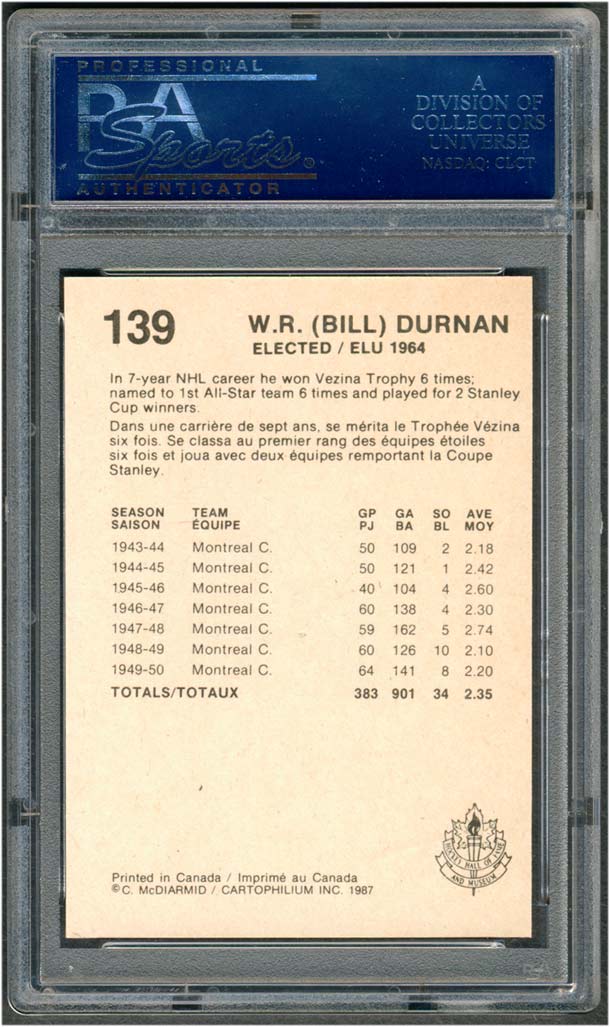 PROFESSIONAL
PSA
Sports®
AUTHENTICATOR
A
DIVISION OF
COLLECTORS
UNIVERSE
NASDAQ: CLCT
139
W.R. (BILL) DURNAN
ELECTED / ELU 1964
In 7-year NHL career he won Vezina Trophy 6 times;
named to 1st All-Star team 6 times and played for 2 Stanley
Cup winners.
Dans une carrière de sept ans, se mérita le Trophée Vézina
six fois. Se classa au premier rang des équipes étoiles
six fois et joua avec deux équipes remportant la Coupe
Stanley.
SEASON TEAM GP GA SO AVE
SAISON ÉQUIPE PJ BA BL MOY
1943-44 Montreal C. 50 109 2 2.18
1944-45 Montreal C. 50 121 1 2.42
1945-46 Montreal C. 40 104 4 2.60
1946-47 Montreal C. 60 138 4 2.30
1947-48 Montreal C. 59 162 5 2.74
1948-49 Montreal C. 60 126 10 2.10
1949-50 Montreal C. 64 141 8 2.20
TOTALS/TOTAUX 383 901 34 2.35
HOCKEY HALL OF FAME
AND MUSEUM
Printed in Canada / Imprimé au Canada
©C. McDIARMID / CARTOPHILIUM INC. 1987